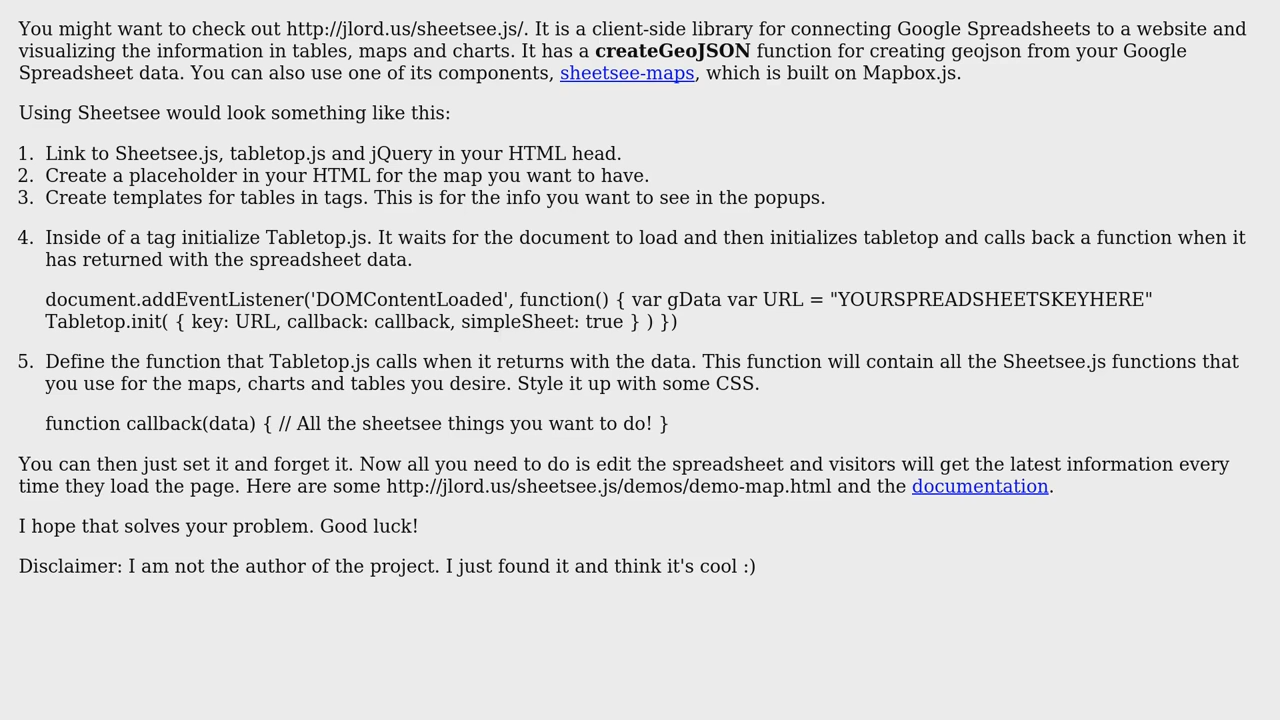 You might want to check out http://jlord.us/sheetsee.js/. It is a client-side library for connecting Google Spreadsheets to a website and
visualizing the information in tables, maps and charts. It has a createGeoJSON function for creating geojson from your Google
Spreadsheet data. You can also use one of its components, sheetsee-maps, which is built on Mapbox.js.
Using Sheetsee would look something like this:
1. Link to Sheetsee.js, tabletop.js and jQuery in your HTML head.
2. Create a placeholder in your HTML for the map you want to have.
3. Create templates for tables in tags. This is for the info you want to see in the popups.
4. Inside of a tag initialize Tabletop.js. It waits for the document to load and then initializes tabletop and calls back a function when it
has returned with the spreadsheet data.
document.addEventListener('DOMContentLoaded', function() { var gData var URL = "YOURSPREADSHEETSKEYHERE"
Tabletop.init( { key: URL, callback: callback, simpleSheet: true } ) })
5. Define the function that Tabletop.js calls when it returns with the data. This function will contain all the Sheetsee.js functions that
you use for the maps, charts and tables you desire. Style it up with some CSS.
function callback(data) { // All the sheetsee things you want to do! }
You can then just set it and forget it. Now all you need to do is edit the spreadsheet and visitors will get the latest information every
time they load the page. Here are some http://jlord.us/sheetsee.js/demos/demo-map.html and the documentation.
I hope that solves your problem. Good luck!
Disclaimer: I am not the author of the project. I just found it and think it's cool :)